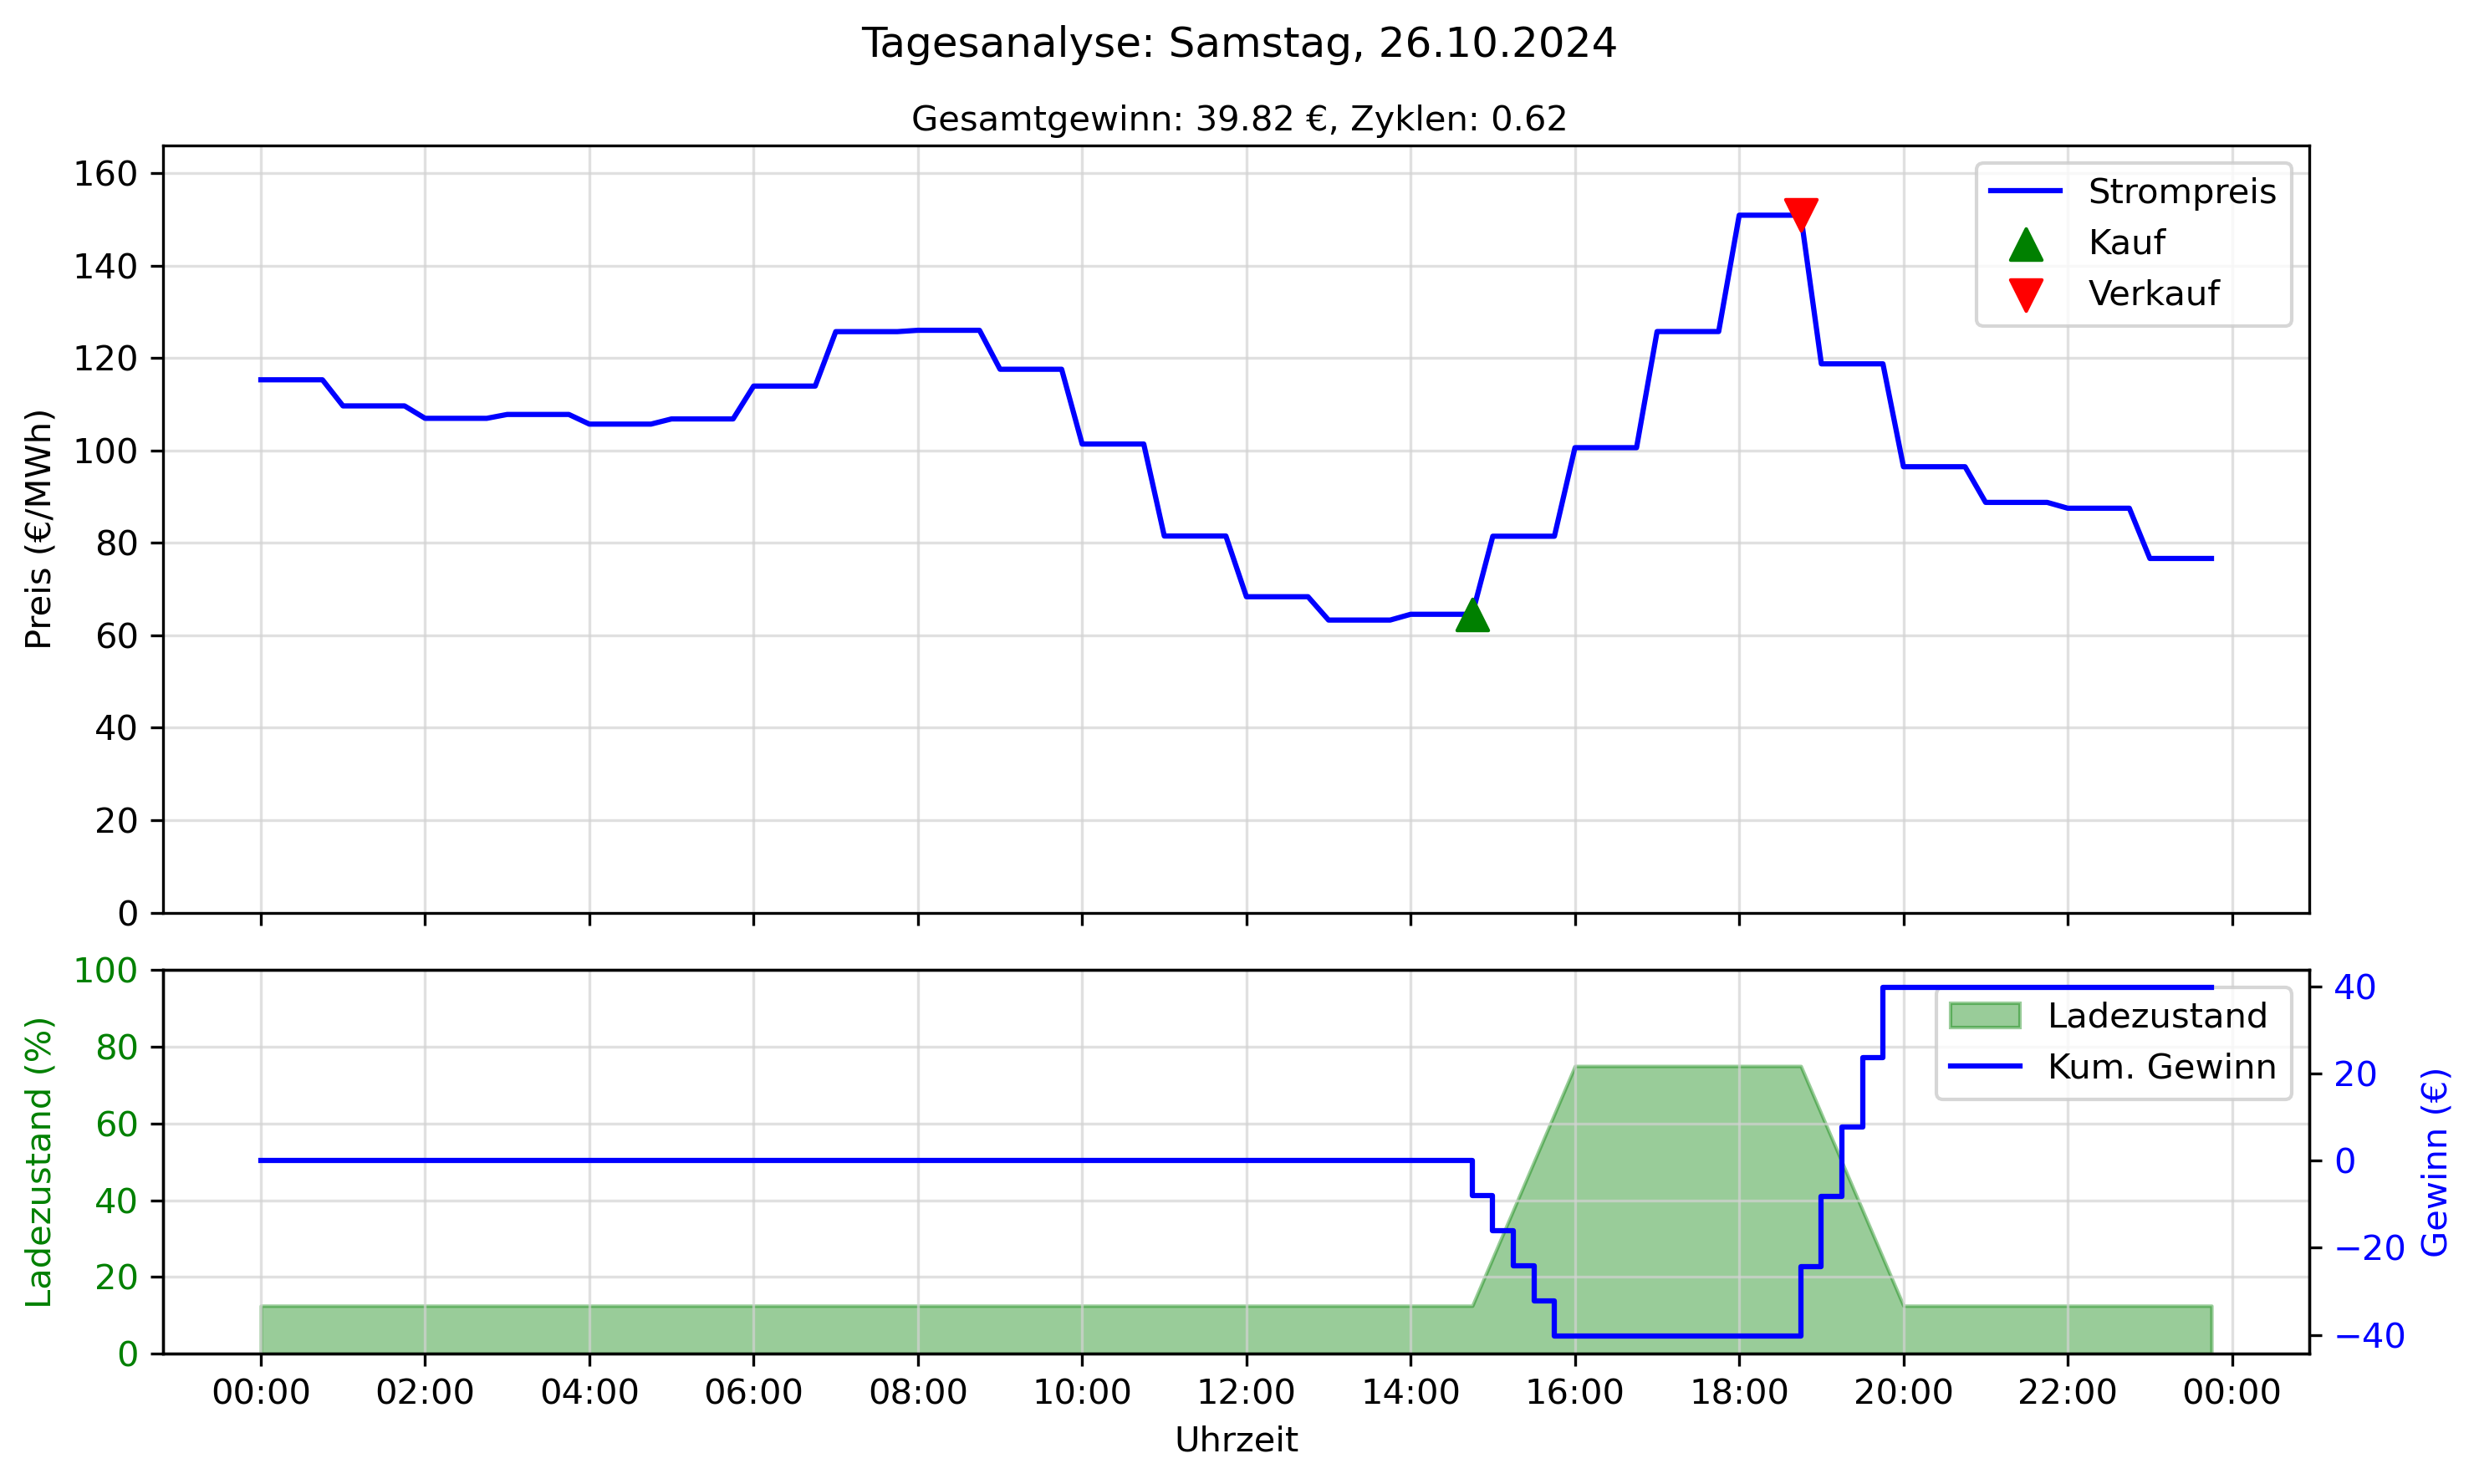 Tagesanalyse: Samstag, 26.10.2024
Gesamtgewinn: 39.82 €, Zyklen: 0.62
Preis (€/MWh)
160
140
120
100
80
60
40
20
0
Strompreis
Kauf
Verkauf
Ladezustand (%)
100
80
60
40
20
0
Ladezustand
Kum. Gewinn
40
20
0
−20
−40
Gewinn (€)
00:00 02:00 04:00 06:00 08:00 10:00 12:00 14:00 16:00 18:00 20:00 22:00 00:00
Uhrzeit